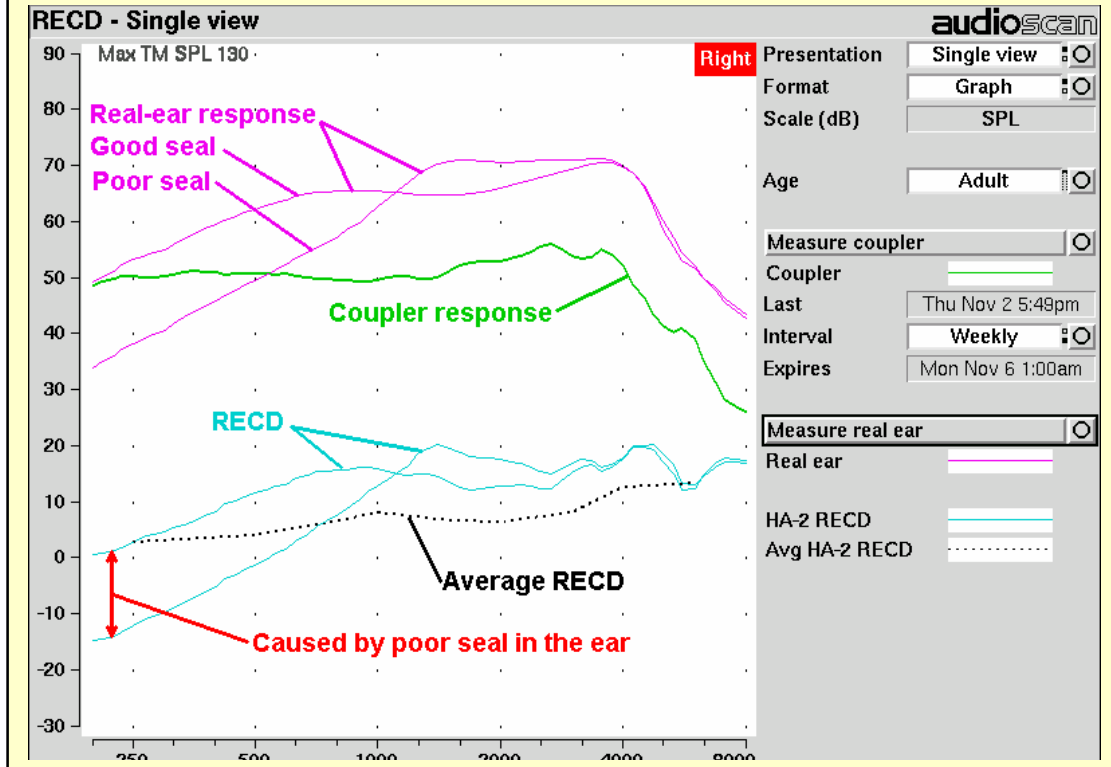 RECD - Single view
audioscan
90
Max TM SPL 130
Right
80
70
60
50
40
30
20
10
0
-10
-20
-30
Real-ear response
Good seal
Poor seal
Coupler response
RECD
Average RECD
Caused by poor seal in the ear
250
500
1000
2000
4000
8000
Presentation Single view
Format Graph
Scale (dB) SPL
Age Adult
Measure coupler
Coupler
Last Thu Nov 2 5:49pm
Interval Weekly
Expires Mon Nov 6 1:00am
Measure real ear
Real ear
HA-2 RECD
Avg HA-2 RECD